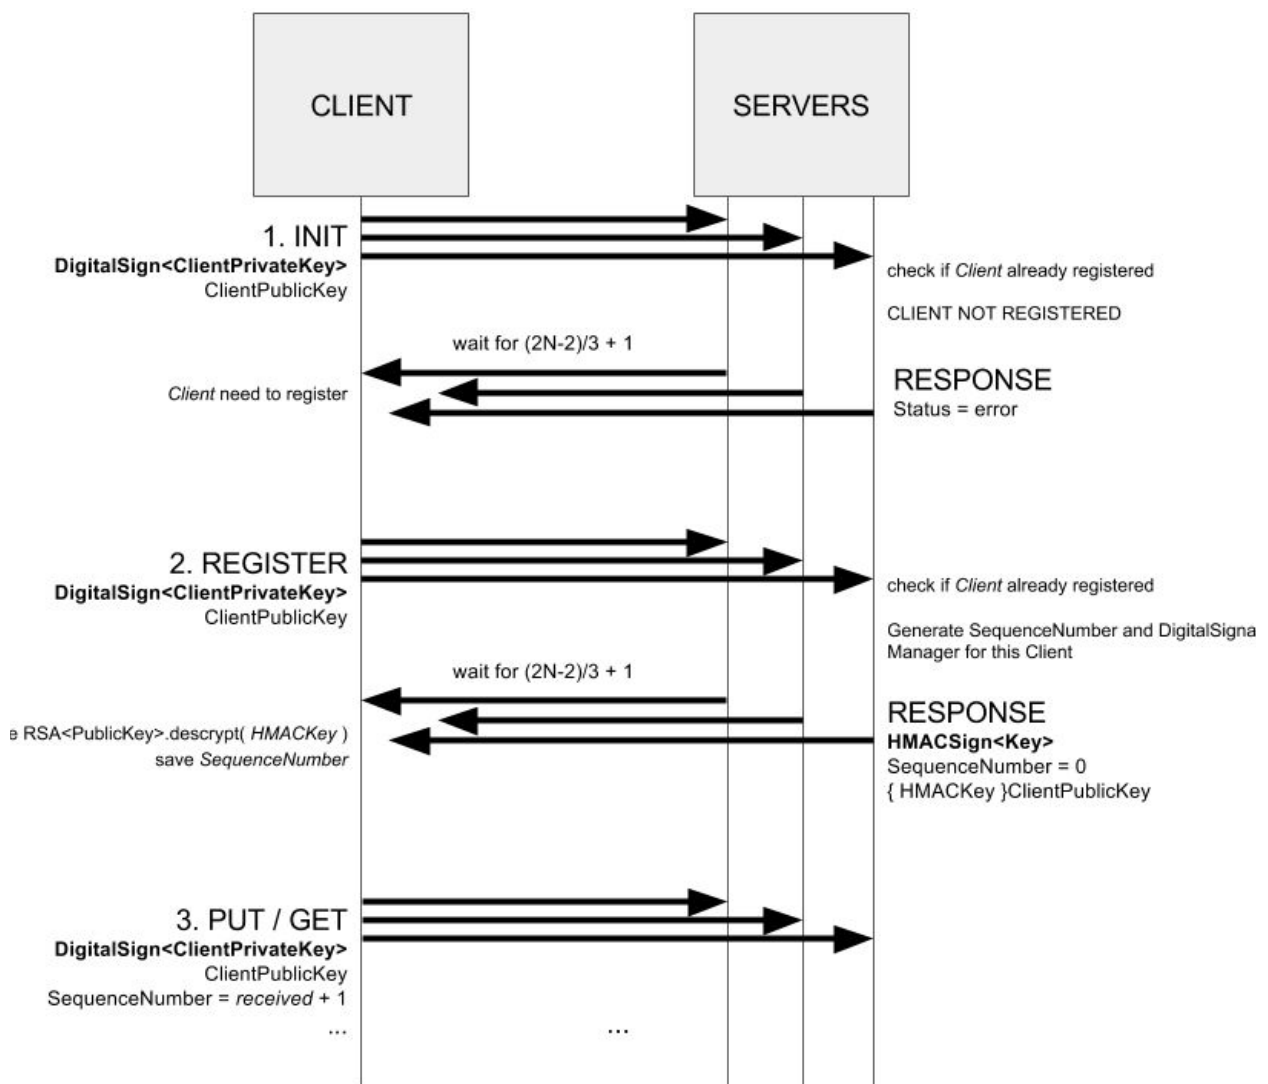 CLIENT
SERVERS
1. INIT
DigitalSign<ClientPrivateKey>
ClientPublicKey
check if Client already registered
CLIENT NOT REGISTERED
wait for (2N-2)/3 + 1
Client need to register
RESPONSE
Status = error
2. REGISTER
DigitalSign<ClientPrivateKey>
ClientPublicKey
check if Client already registered
Generate SequenceNumber and DigitalSigna
Manager for this Client
wait for (2N-2)/3 + 1
e RSA<PublicKey>.descrypt( HMACKey )
save SequenceNumber
RESPONSE
HMACSign<Key>
SequenceNumber = 0
{ HMACKey }ClientPublicKey
3. PUT / GET
DigitalSign<ClientPrivateKey>
ClientPublicKey
SequenceNumber = received + 1
...
...